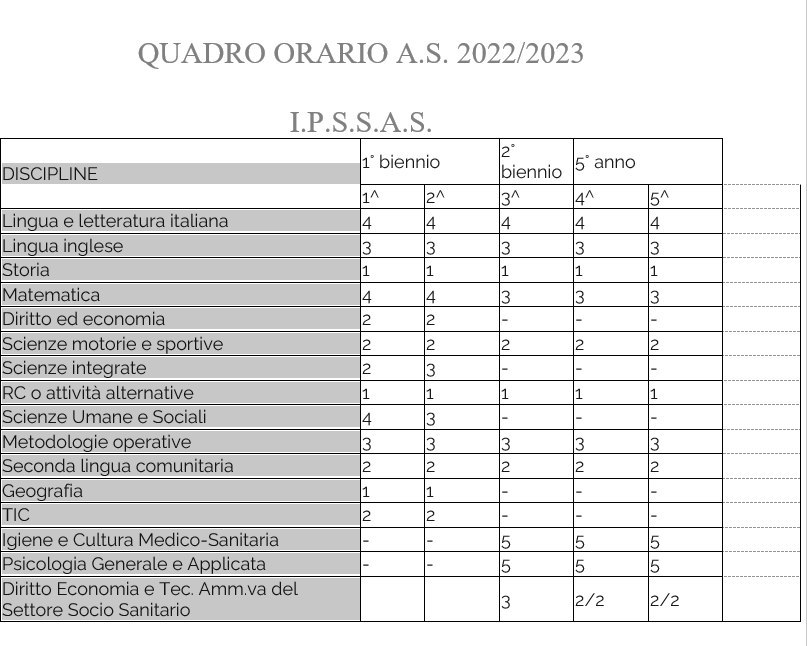 QUADRO ORARIO A.S. 2022/2023
I.P.S.S.A.S.
DISCIPLINE 1° biennio 2° biennio 5° anno
1^ 2^ 3^ 4^ 5^
Lingua e letteratura italiana 4 4 4 4 4
Lingua inglese 3 3 3 3 3
Storia 1 1 1 1 1
Matematica 4 4 3 3 3
Diritto ed economia 2 2 - - -
Scienze motorie e sportive 2 2 2 2 2
Scienze integrate 2 3 - - -
RC o attività alternative 1 1 1 1 1
Scienze Umane e Sociali 4 3 - - -
Metodologie operative 3 3 3 3 3
Seconda lingua comunitaria 2 2 2 2 2
Geografia 1 1 - - -
TIC 2 2 - - -
Igiene e Cultura Medico-Sanitaria - - 5 5 5
Psicologia Generale e Applicata - - 5 5 5
Diritto Economia e Tec. Amm.va del
Settore Socio Sanitario 3 2/2 2/2